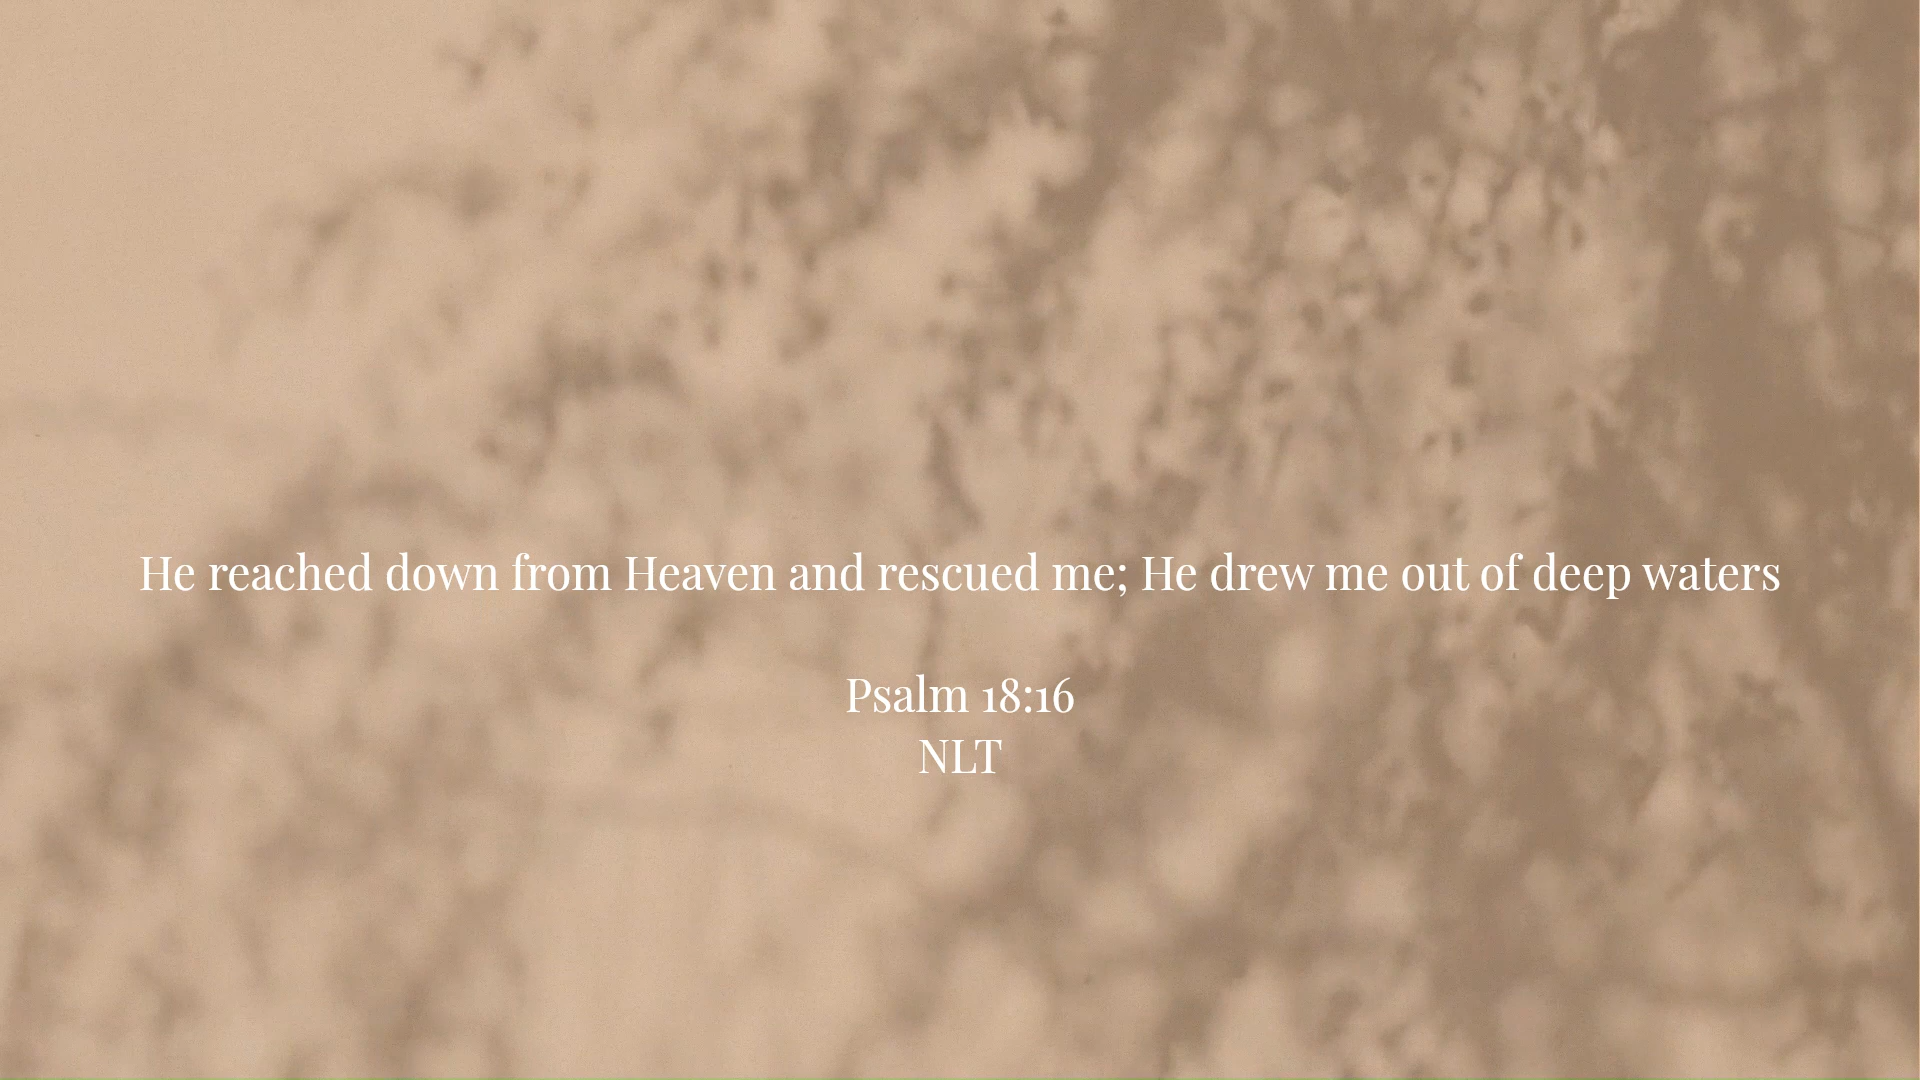 He reached down from Heaven and rescued me; He drew me out of deep waters
Psalm 18:16
NLT